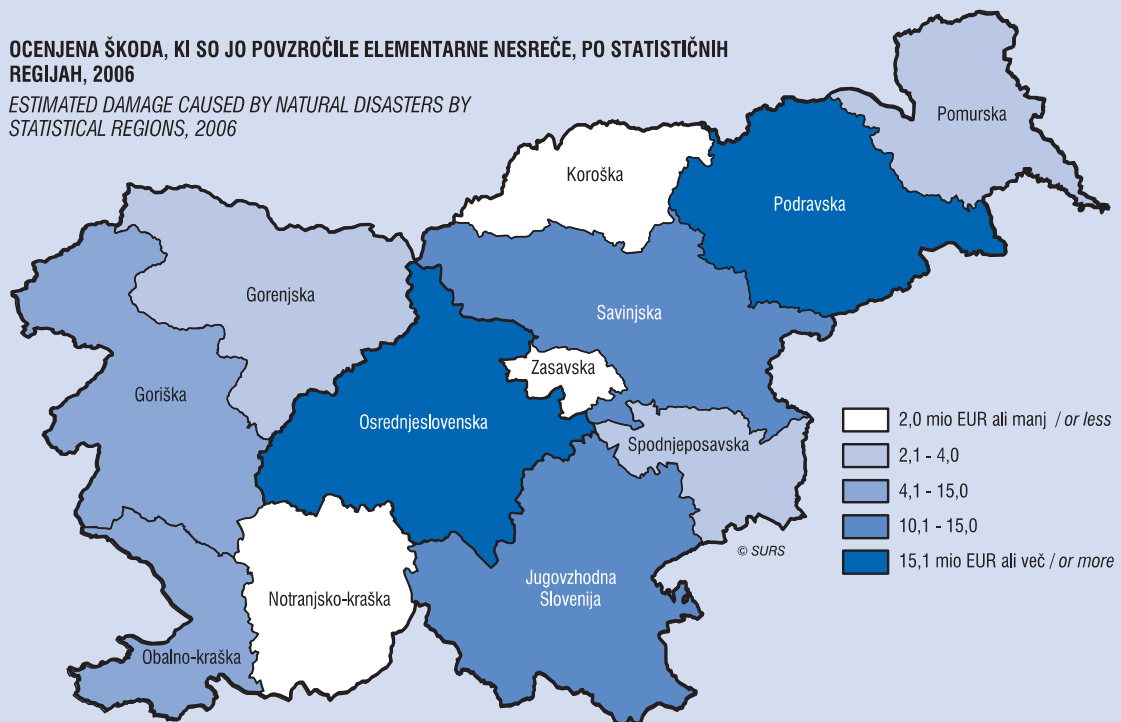 OCENJENA ŠKODA, KI SO JO POVZROČILE ELEMENTARNE NESREČE, PO STATISTIČNIH
REGIJAH, 2006
ESTIMATED DAMAGE CAUSED BY NATURAL DISASTERS BY
STATISTICAL REGIONS, 2006
Pomurska
Koroška
Podravska
Gorenjska
Savinjska
Zasavska
Goriška
Osrednjeslovenska
Spodnjeposavska
Jugovzhodna
Slovenija
Notranjsko-kraška
Obalno-kraška
2,0 mio EUR ali manj / or less
2,1 - 4,0
4,1 - 15,0
10,1 - 15,0
15,1 mio EUR ali več / or more
© SURS